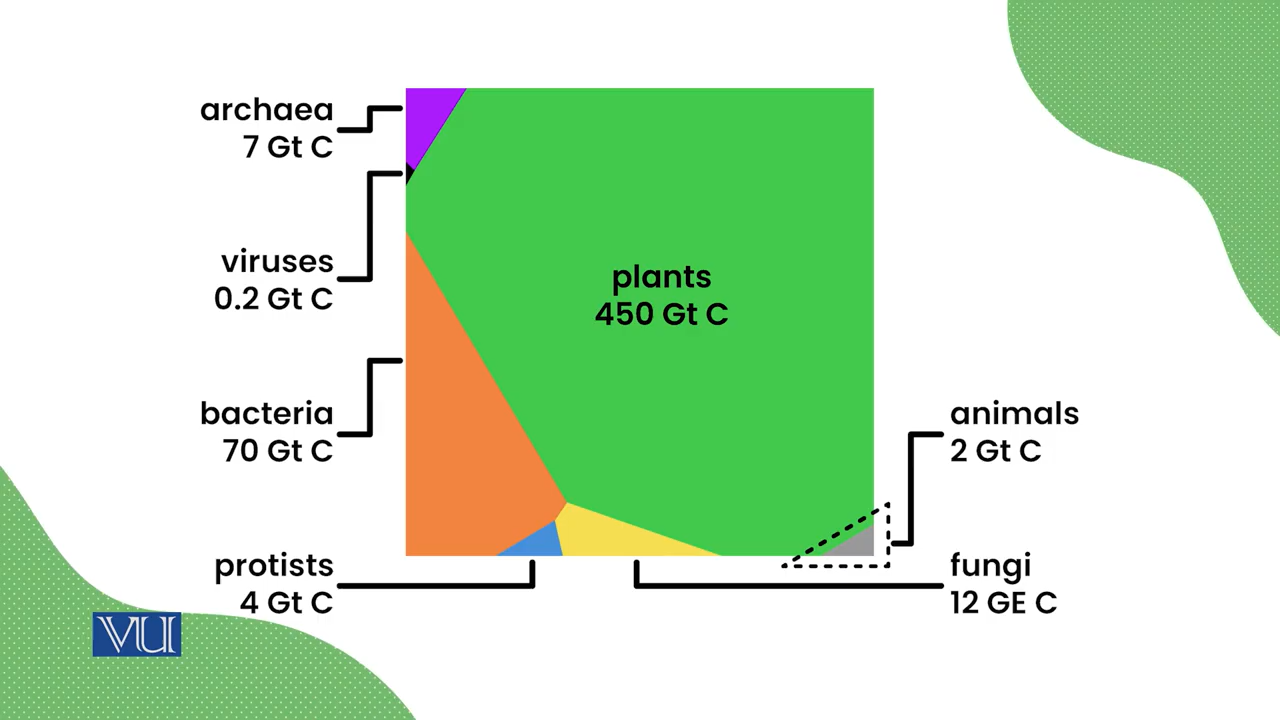 archaea
7 Gt C
viruses
0.2 Gt C
plants
450 Gt C
bacteria
70 Gt C
animals
2 Gt C
protists
4 Gt C
fungi
12 GE C
VU